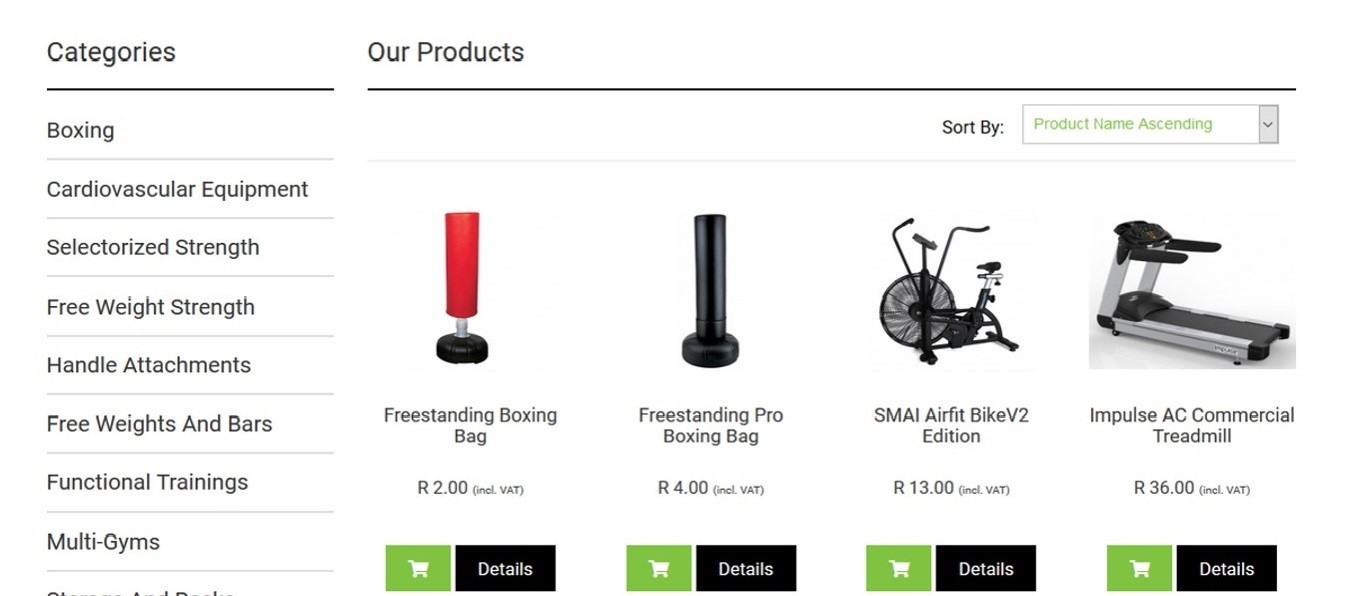 Categories
Our Products
Boxing
Cardiovascular Equipment
Selectorized Strength
Free Weight Strength
Handle Attachments
Free Weights And Bars
Functional Trainings
Multi-Gyms
Sort By:
Product Name Ascending
Freestanding Boxing
Bag
R 2.00 (incl. VAT)
Details
Freestanding Pro
Boxing Bag
R 4.00 (incl. VAT)
Details
SMAI Airfit BikeV2
Edition
R 13.00 (incl. VAT)
Details
Impulse AC Commercial
Treadmill
R 36.00 (incl. VAT)
Details